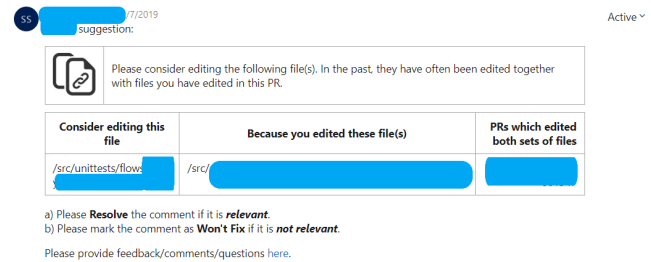 SS
/7/2019
Active
suggestion:
Please consider editing the following file(s). In the past, they have often been edited together
with files you have edited in this PR.
Consider editing this
file
Because you edited these file(s)
PRs which edited
both sets of files
/src/unittests/flows
/src/
a) Please Resolve the comment if it is relevant.
b) Please mark the comment as Won't Fix if it is not relevant.
Please provide feedback/comments/questions here.